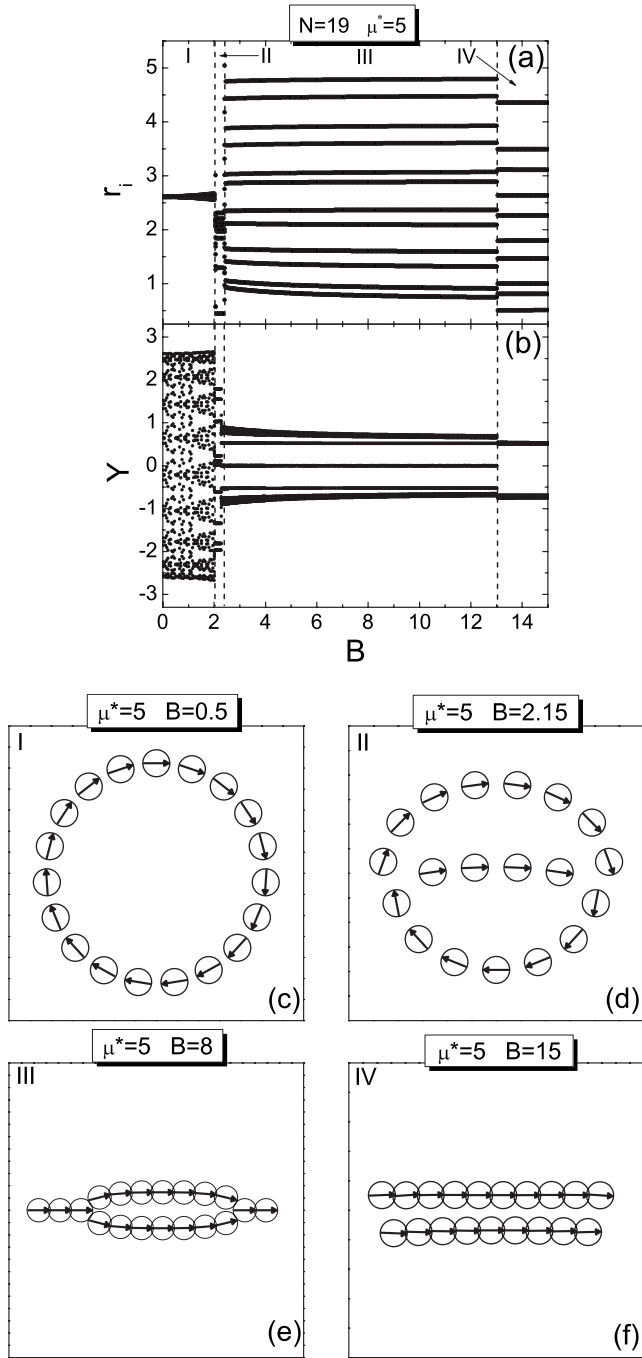 N=19 μ*=5
I II III IV (a)
5
4
3
2
1
r_i
(b)
3
2
1
0
-1
-2
-3
Y
0 2 4 6 8 10 12 14
B
μ*=5 B=0.5
μ*=5 B=2.15
I
II
(c)
(d)
μ*=5 B=8
μ*=5 B=15
III
IV
(e)
(f)